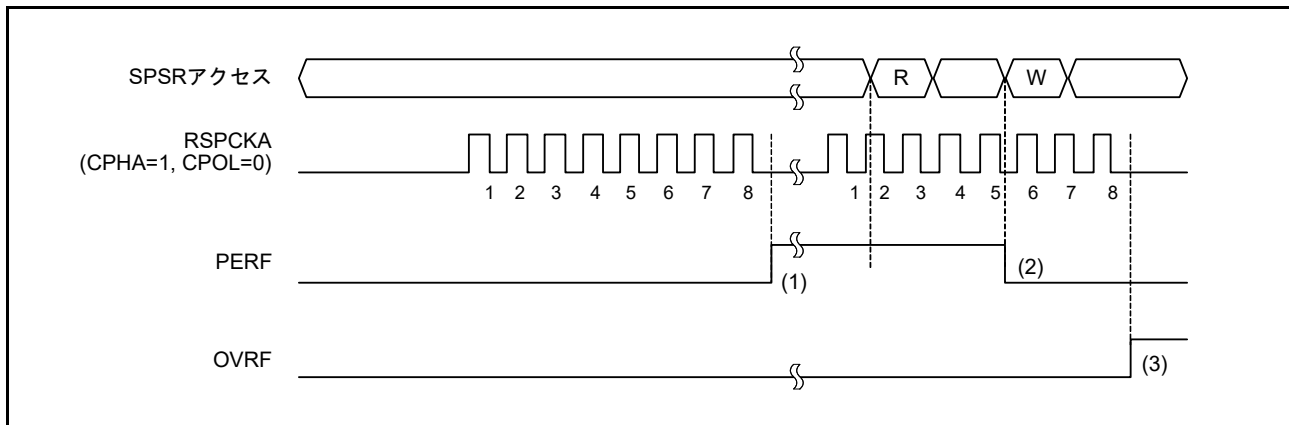 SPSRアクセス
R
W
RSPCKA
(CPHA=1, CPOL=0)
1 2 3 4 5 6 7 8 1 2 3 4 5 6 7 8
PERF
(1)
(2)
OVRF
(3)